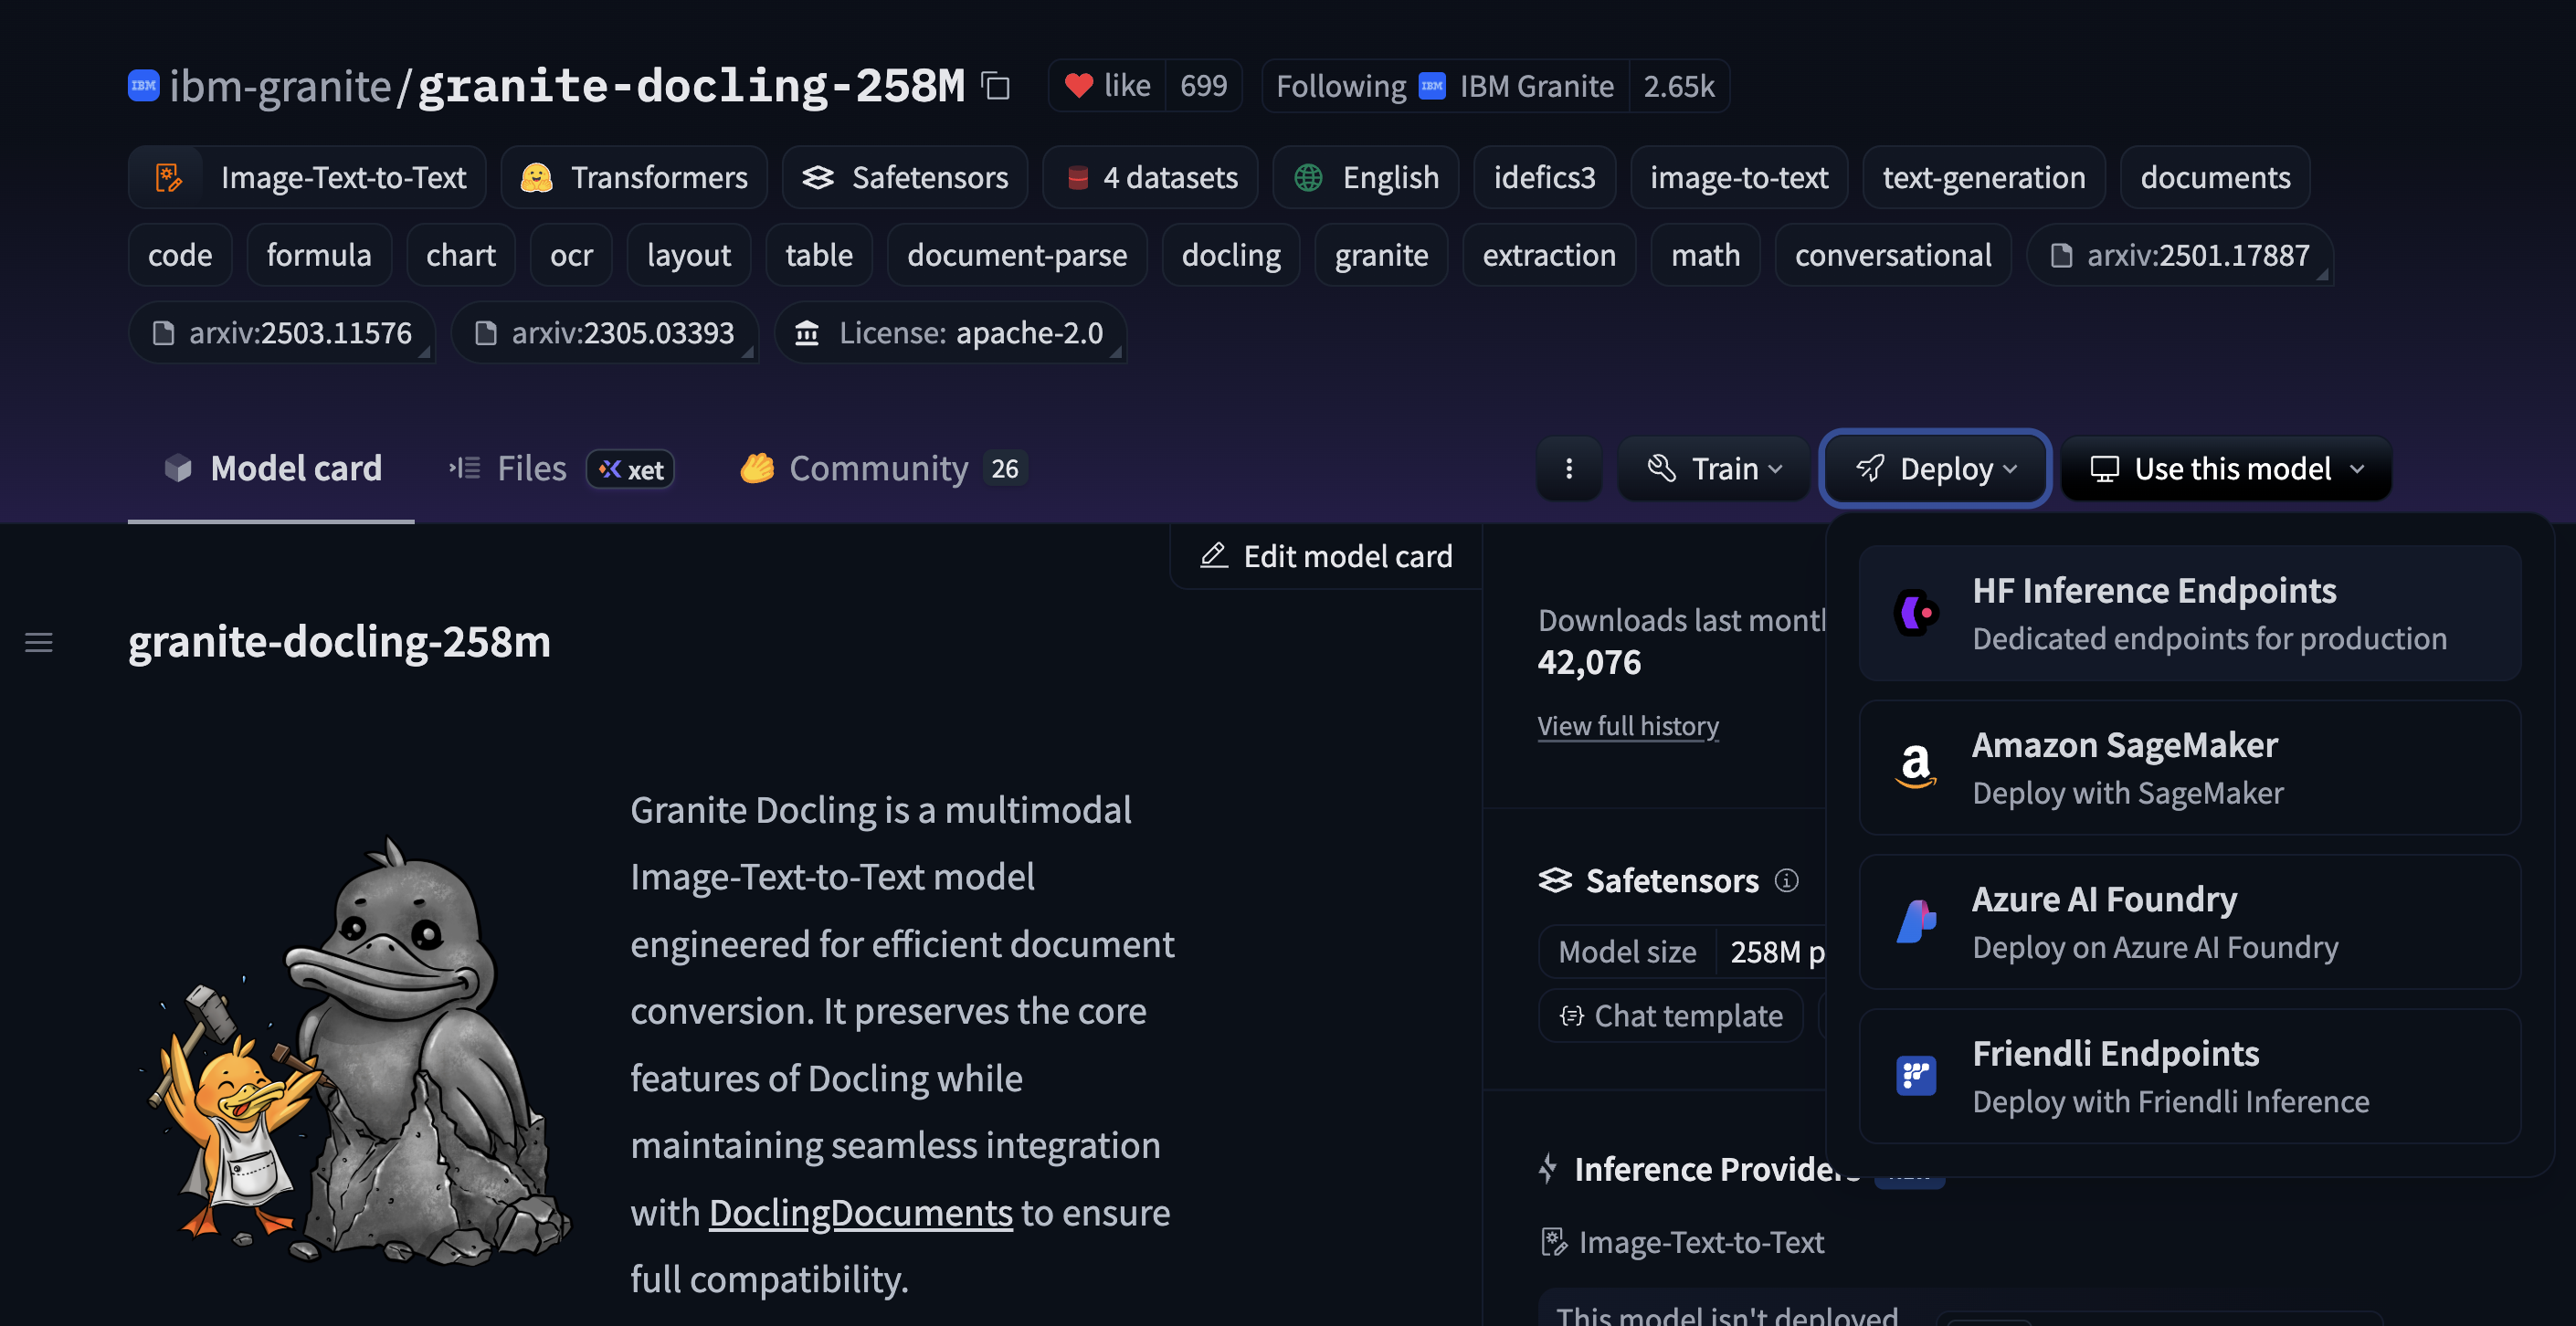 IBM ibm-granite/granite-docling-258M like 699 Following IBM IBM Granite 2.65k
Image-Text-to-Text Transformers Safetensors 4 datasets English idefics3 image-to-text text-generation documents
code formula chart ocr layout table document-parse docling granite extraction math conversational arxiv:2501.17887
arxiv:2503.11576 arxiv:2305.03393 License: apache-2.0
Model card Files xet Community 26 Train Deploy Use this model
Edit model card
granite-docling-258m
Granite Docling is a multimodal
Image-Text-to-Text model
engineered for efficient document
conversion. It preserves the core
features of Docling while
maintaining seamless integration
with DoclingDocuments to ensure
full compatibility.
Downloads last month
42,076
View full history
Safetensors
Model size 258M p
Chat template
Inference Providers
Image-Text-to-Text
This model isn't deployed
HF Inference Endpoints
Dedicated endpoints for production
Amazon SageMaker
Deploy with SageMaker
Azure AI Foundry
Deploy on Azure AI Foundry
Friendli Endpoints
Deploy with Friendli Inference